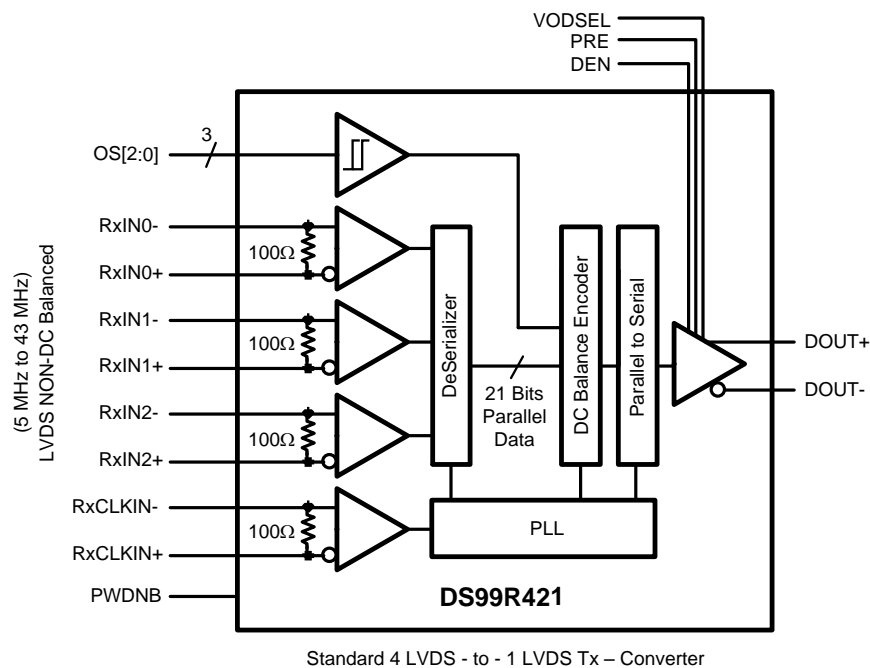 VODSEL
PRE
DEN
3
OS[2:0]
RxIN0-
100Ω
RxIN0+
RxIN1-
100Ω
RxIN1+
RxIN2-
100Ω
RxIN2+
RxCLKIN-
100Ω
RxCLKIN+
PWDNB
(5 MHz to 43 MHz)
LVDS NON-DC Balanced
DeSerializer
21 Bits
Parallel
Data
DC Balance Encoder
Parallel to Serial
DOUT+
DOUT-
PLL
DS99R421
Standard 4 LVDS - to - 1 LVDS Tx – Converter